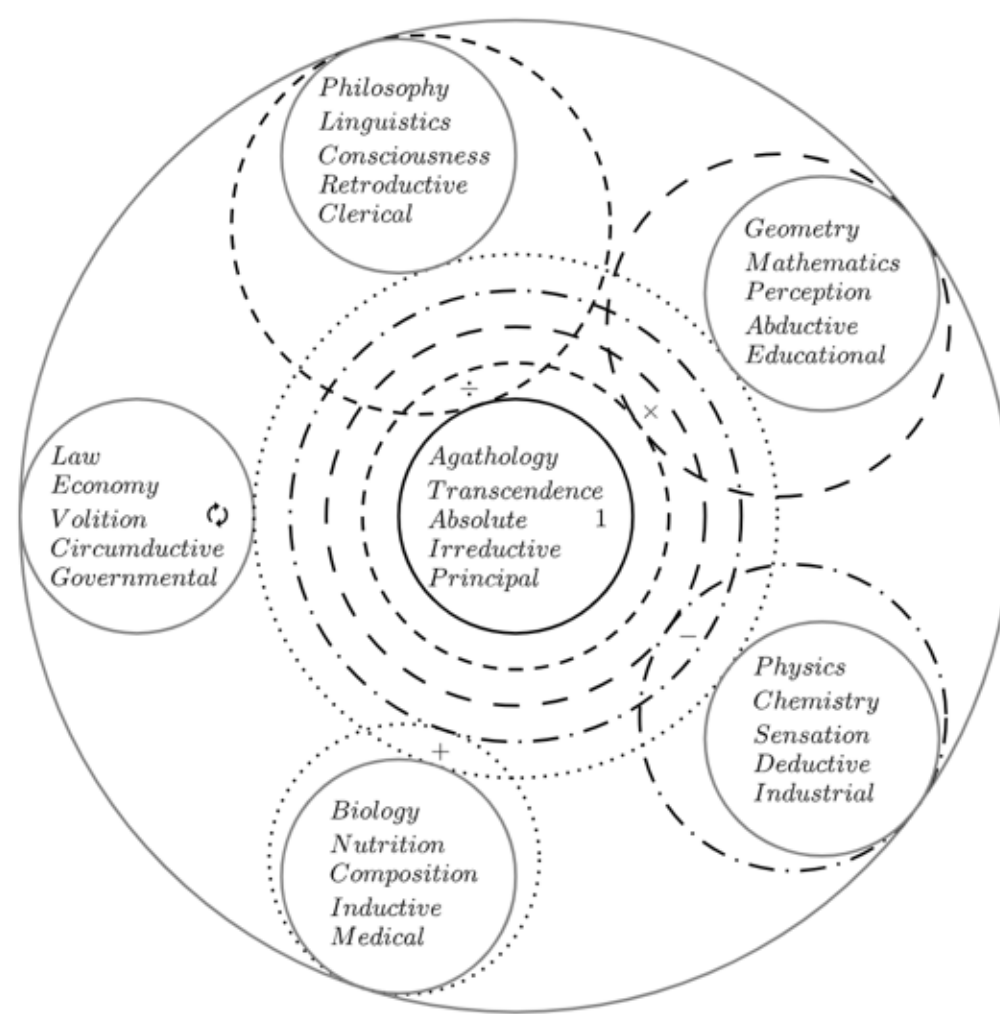 Philosophy
Linguistics
Consciousness
Retroductive
Clerical
Geometry
Mathematics
Perception
Abductive
Educational
÷
×
Law
Economy
Volition
Circumductive
Governmental
Agathology
Transcendence
Absolute 1
Irreductive
Principal
−
Physics
Chemistry
Sensation
Deductive
Industrial
+
Biology
Nutrition
Composition
Inductive
Medical